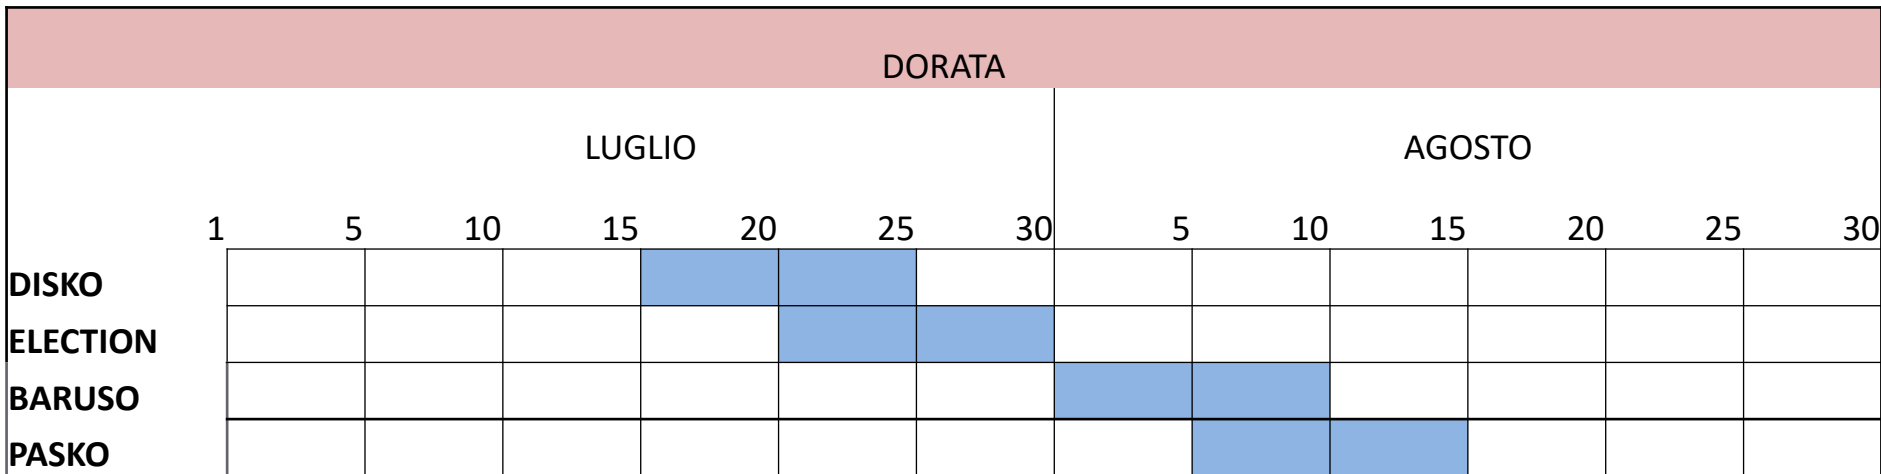 DORATA
LUGLIO AGOSTO
1 5 10 15 20 25 30 5 10 15 20 25 30
DISKO
ELECTION
BARUSO
PASKO